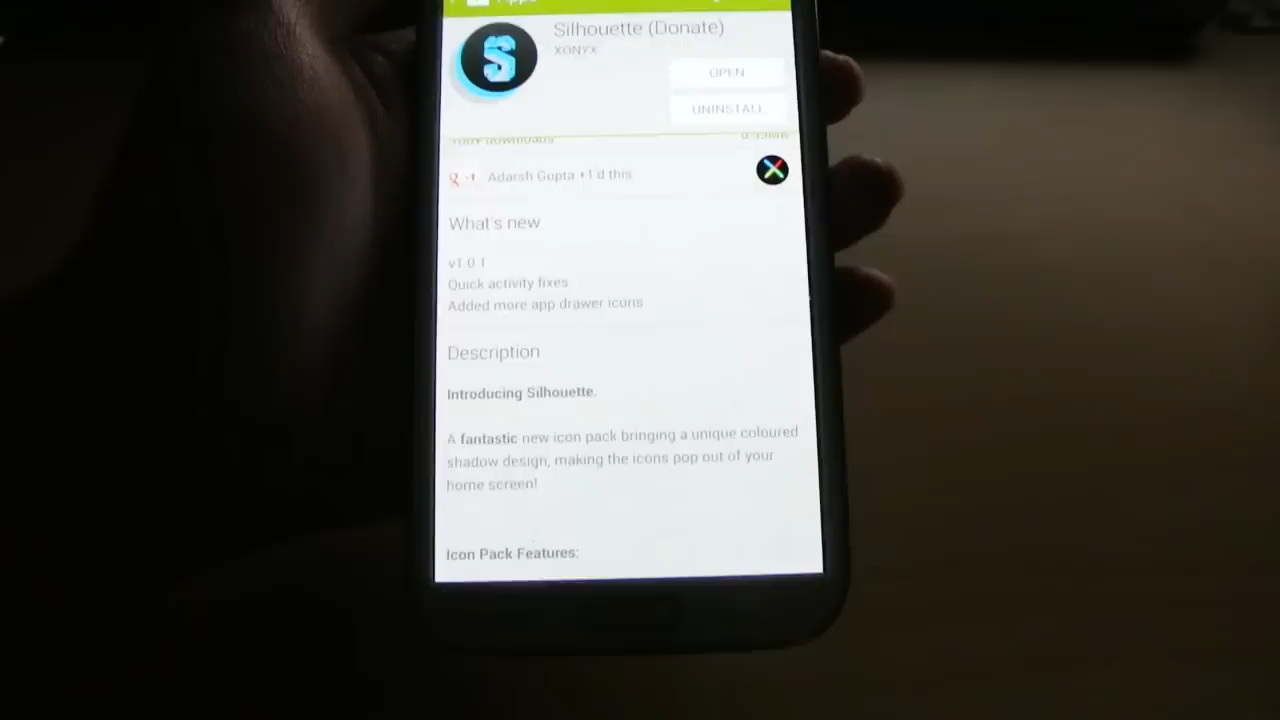 Apps
Silhouette (Donate)
XONYX
OPEN
UNINSTALL
downloads
Adarsh Gupta +1'd this
What's new
v1.0.1
Quick activity fixes
Added more app drawer icons
Description
Introducing Silhouette.
A fantastic new icon pack bringing a unique coloured
shadow design, making the icons pop out of your
home screen!
Icon Pack Features: